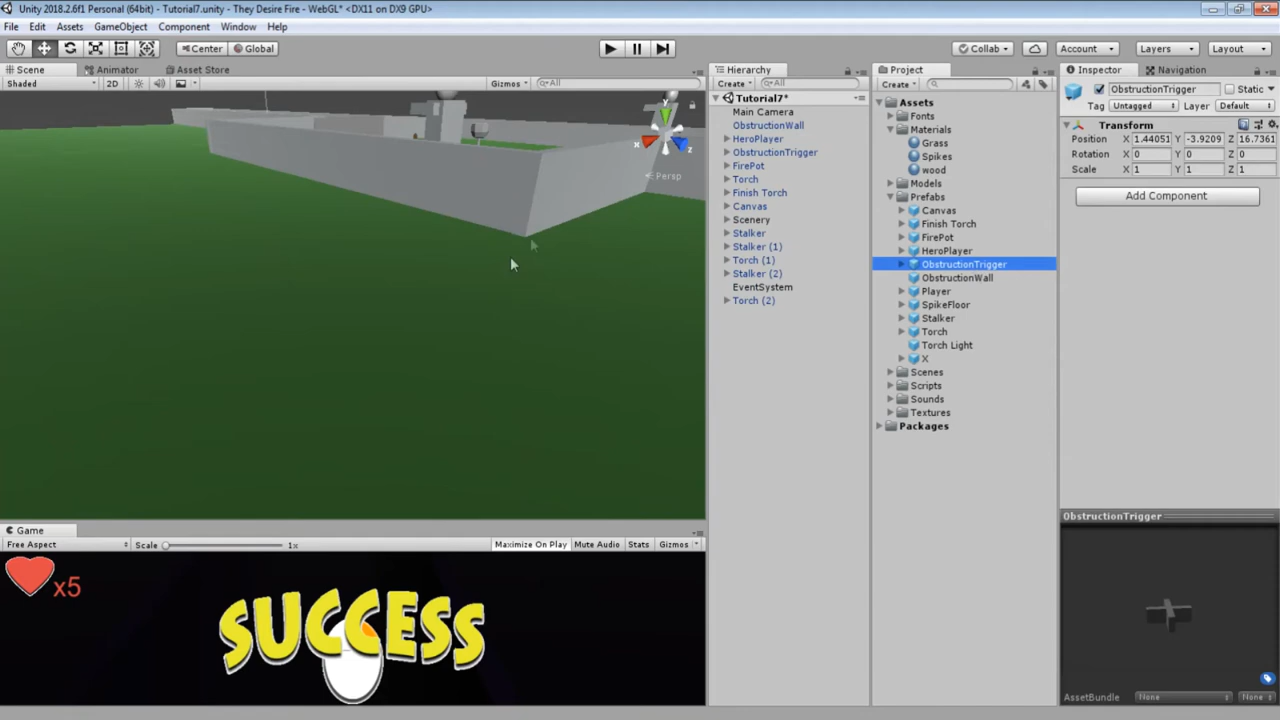 Unity 2018.2.6f1 Personal (64bit) - Tutorial7.unity - They Desire Fire - WebGL* <DX11 on DX9 GPU>
File Edit Assets GameObject Component Window Help
Center Global Collab Account Layers Layout
Scene Animator Asset Store
Shaded 2D Gizmos All
y
x
z
Persp
Hierarchy
Create All
Tutorial7*
Main Camera
ObstructionWall
HeroPlayer
ObstructionTrigger
FirePot
Torch
Finish Torch
Canvas
Scenery
Stalker
Stalker (1)
Torch (1)
Stalker (2)
EventSystem
Torch (2)
Project
Create
Assets
Fonts
Materials
Grass
Spikes
wood
Models
Prefabs
Canvas
Finish Torch
FirePot
HeroPlayer
ObstructionTrigger
ObstructionWall
Player
SpikeFloor
Stalker
Torch
Torch Light
X
Scenes
Scripts
Sounds
Textures
Packages
Inspector Navigation
ObstructionTrigger Static
Tag Untagged Layer Default
Transform
Position X 1.44051 Y -3.9209 Z 16.7361
Rotation X 0 Y 0 Z 0
Scale X 1 Y 1 Z 1
Add Component
ObstructionTrigger
AssetBundle None None
Game
Free Aspect Scale 1x Maximize On Play Mute Audio Stats Gizmos
x5
SUCCESS